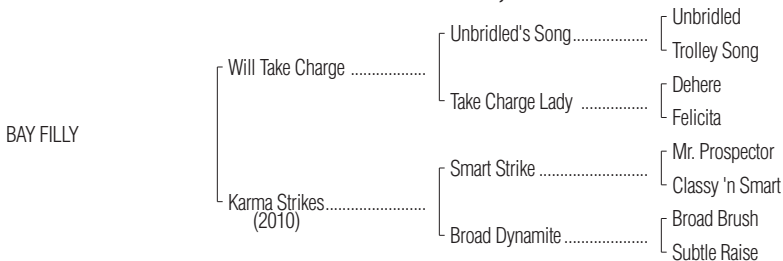 Unbridled
Unbridled's Song..................
Trolley Song
Will Take Charge ..................
Dehere
Take Charge Lady ...............
Felicita
BAY FILLY
Mr. Prospector
Smart Strike ........................
Classy 'n Smart
Karma Strikes......................
(2010)
Broad Brush
Broad Dynamite...................
Subtle Raise